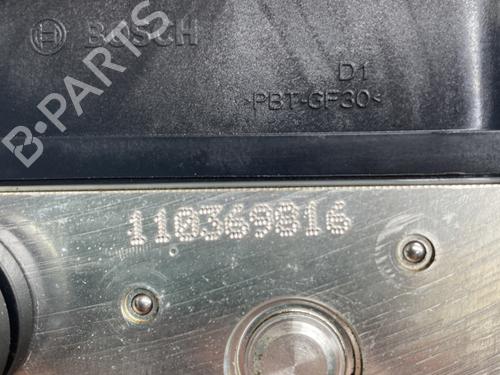 BOSCH
D1
>PBT-GF30<
B-PARTS
110369816